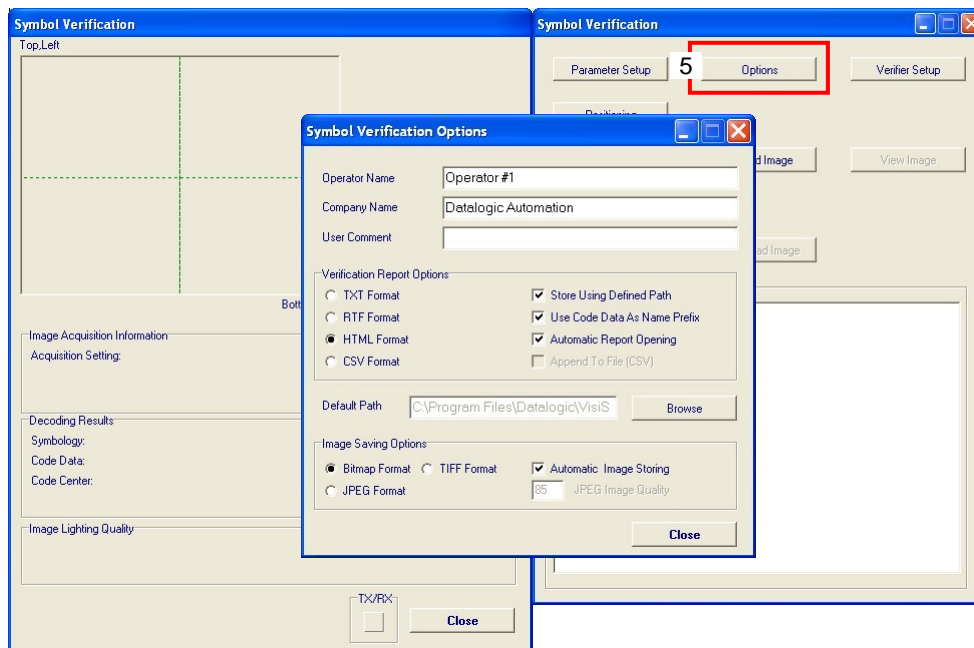 Symbol Verification
Top,Left
Image Acquisition Information
Acquisition Setting:
Decoding Results
Symbology:
Code Data:
Code Center:
Image Lighting Quality
TX/RX
Close
Symbol Verification
Parameter Setup
5
Options
Verifier Setup
View Image
Symbol Verification Options
Operator Name
Operator #1
Company Name
Datalogic Automation
User Comment
Verification Report Options
TXT Format
Store Using Defined Path
RTF Format
Use Code Data As Name Prefix
HTML Format
Automatic Report Opening
CSV Format
Append To File (CSV)
Default Path
C:\Program Files\Datalogic\VisiS
Browse
Image Saving Options
Bitmap Format
TIFF Format
Automatic Image Storing
JPEG Format
85
JPEG Image Quality
Close